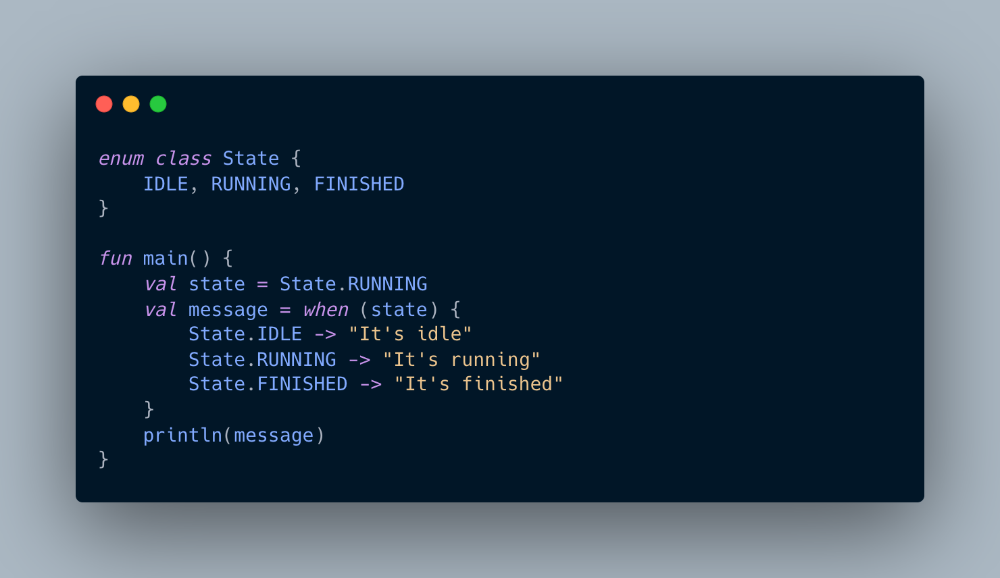 enum class State {
    IDLE, RUNNING, FINISHED
}

fun main() {
    val state = State.RUNNING
    val message = when (state) {
        State.IDLE -> "It's idle"
        State.RUNNING -> "It's running"
        State.FINISHED -> "It's finished"
    }
    println(message)
}